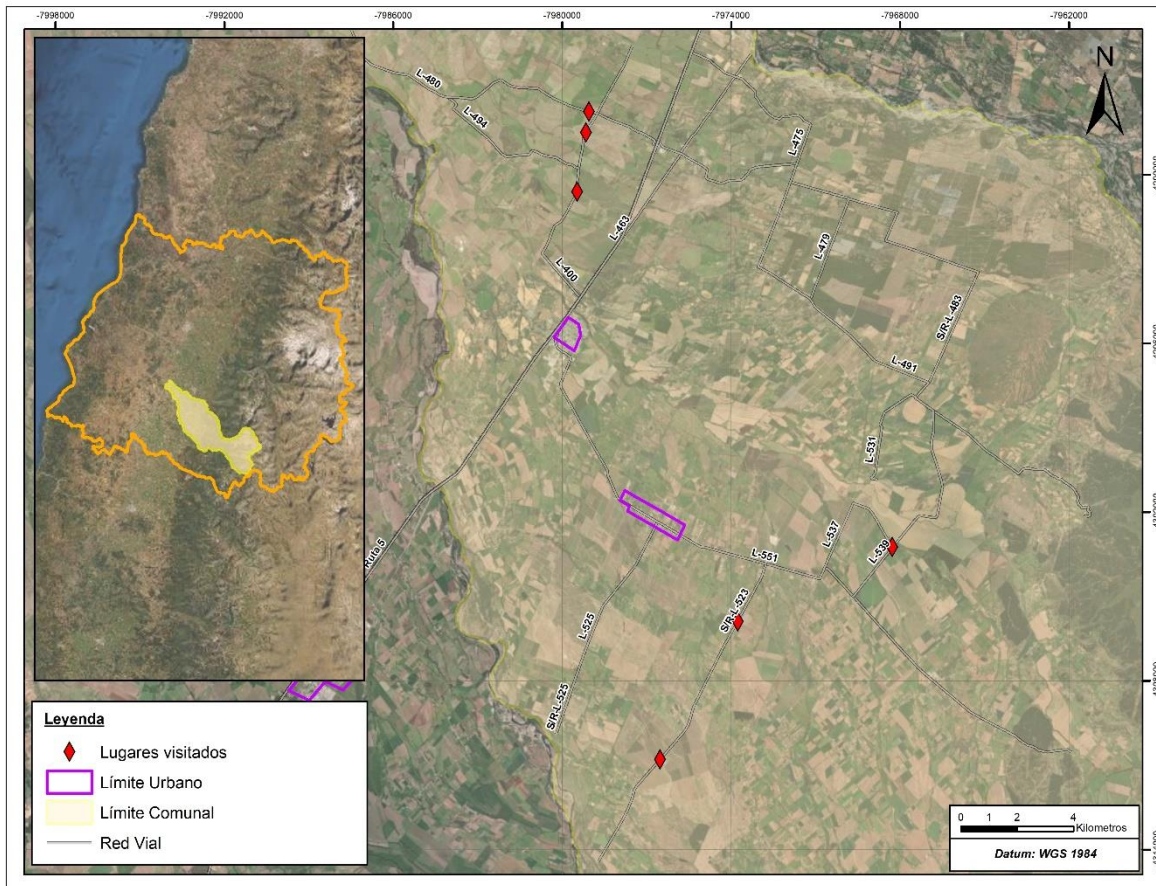 -7998000 -7992000 -7986000 -7980000 -7974000 -7968000 -7962000
N
L-480
L-494
L-475
L-463
L-479
L-400
S/R-L-483
L-491
L-531
L-537
L-539
L-551
Ruta 5
S/R-L-523
L-525
S/R-L-525
Leyenda
Lugares visitados
Límite Urbano
Límite Comunal
Red Vial
0 1 2 4
Kilometros
Datum: WGS 1984